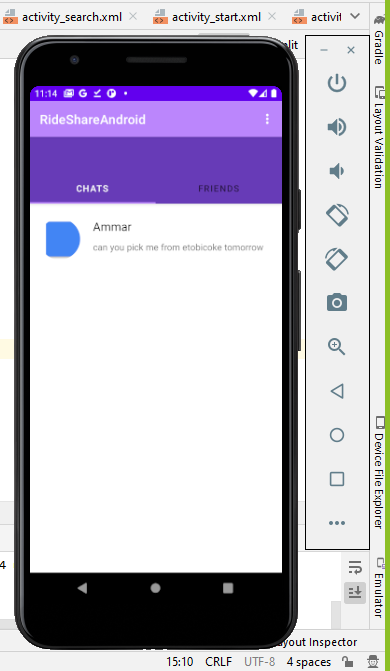 activity_search.xml activity_start.xml activit
lit
Gradle
Layout Validation
11:14 G
RideShareAndroid
CHATS FRIENDS
Ammar
can you pick me from etobicoke tomorrow
Device File Explorer
Emulator
4
yout Inspector
15:10 CRLF UTF-8 4 spaces